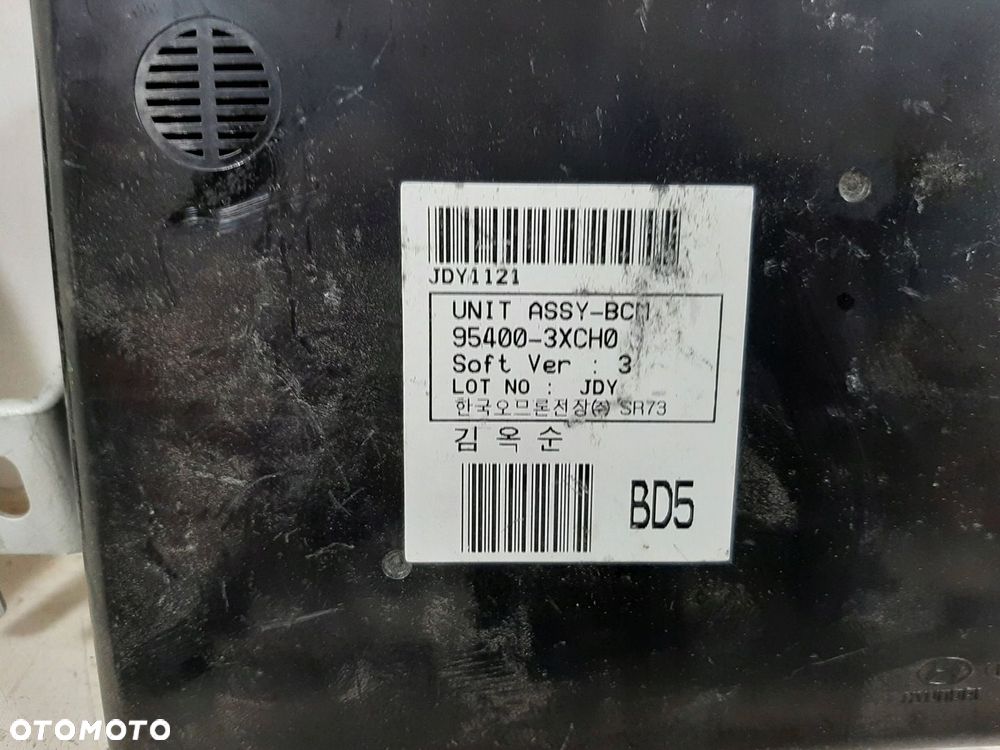 JDY1121
UNIT ASSY-BCM
95400-3XCH0
Soft Ver : 3
LOT NO : JDY
한국오므론전장㈜ SR73
김옥순
BD5
HYUNDAI
OTOMOTO